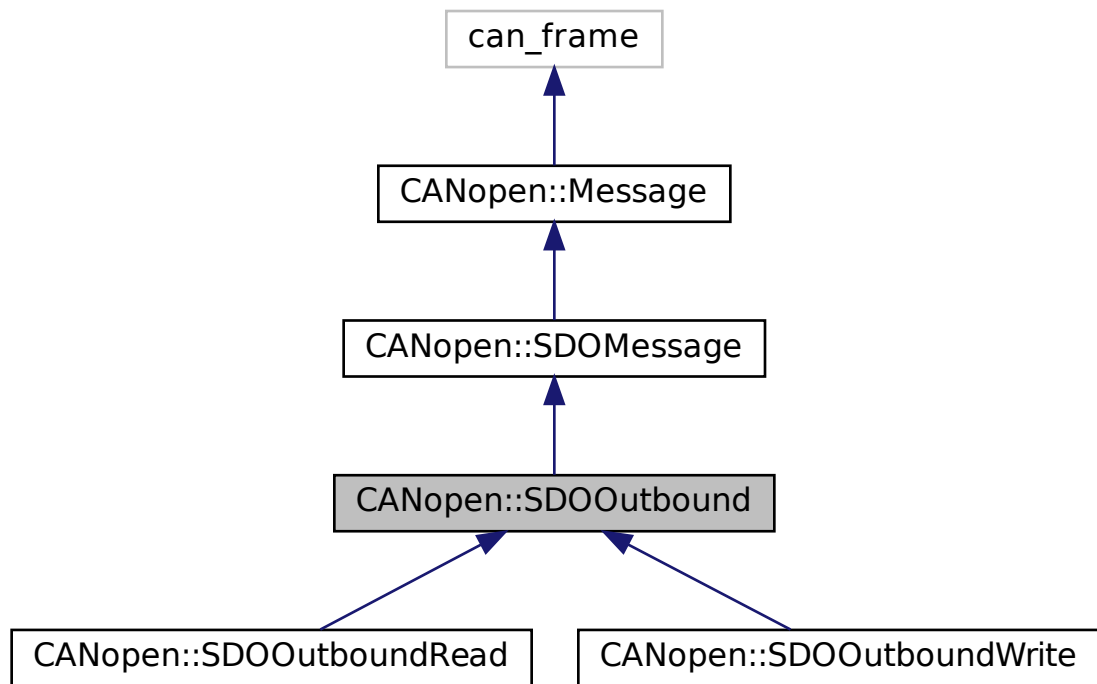 can_frame
CANopen::Message
CANopen::SDOMessage
CANopen::SDOOutbound
CANopen::SDOOutboundRead
CANopen::SDOOutboundWrite